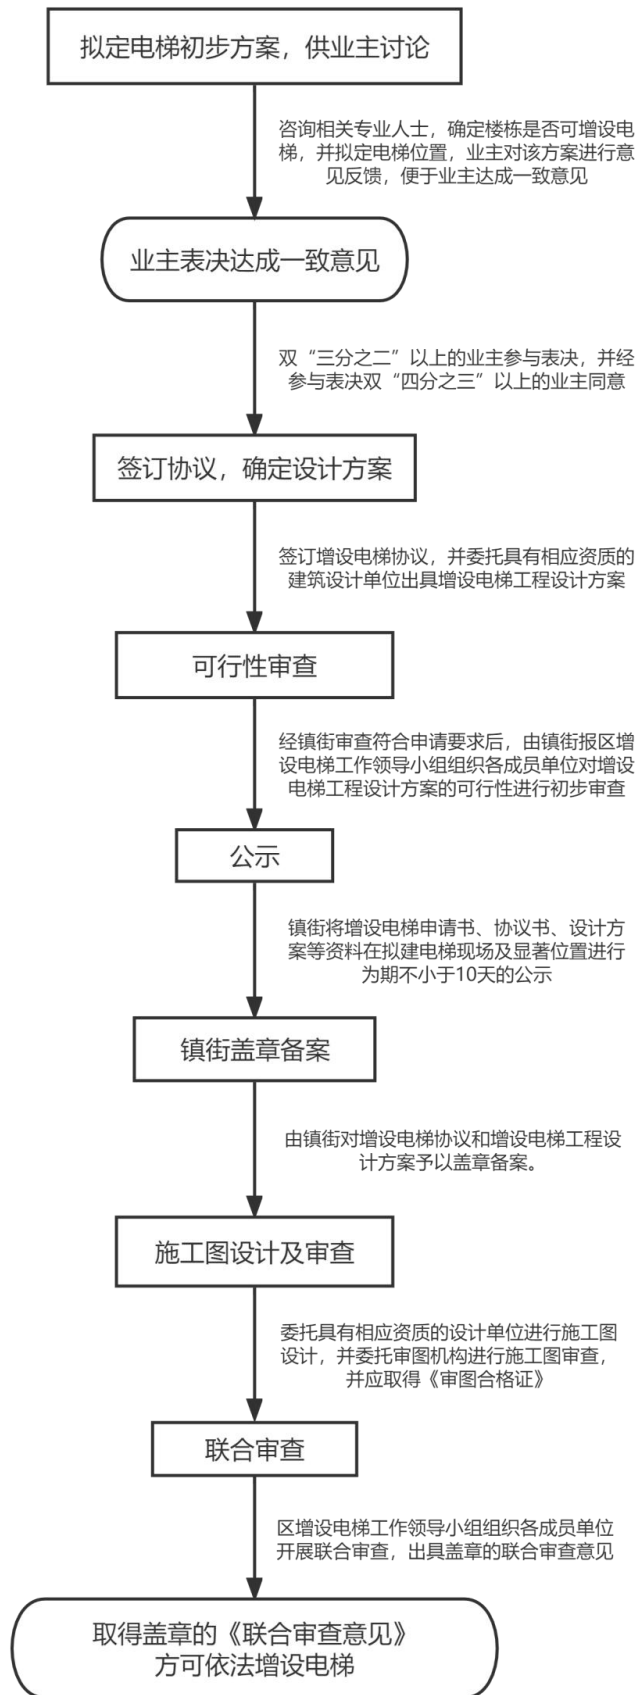 拟定电梯初步方案，供业主讨论
咨询相关专业人士，确定楼栋是否可增设电
梯，并拟定电梯位置，业主对该方案进行意
见反馈，便于业主达成一致意见
业主表决达成一致意见
双“三分之二”以上的业主参与表决，并经
参与表决双“四分之三”以上的业主同意
签订协议，确定设计方案
签订增设电梯协议，并委托具有相应资质的
建筑设计单位出具增设电梯工程设计方案
可行性审查
经镇街审查符合申请要求后，由镇街报区增
设电梯工作领导小组组织各成员单位对增设
电梯工程设计方案的可行性进行初步审查
公示
镇街将增设电梯申请书、协议书、设计方
案等资料在拟建电梯现场及显著位置进行
为期不小于10天的公示
镇街盖章备案
由镇街对增设电梯协议和增设电梯工程设
计方案予以盖章备案。
施工图设计及审查
委托具有相应资质的设计单位进行施工图
设计，并委托审图机构进行施工图审查，
并应取得《审图合格证》
联合审查
区增设电梯工作领导小组组织各成员单位
开展联合审查，出具盖章的联合审查意见
取得盖章的《联合审查意见》
方可依法增设电梯